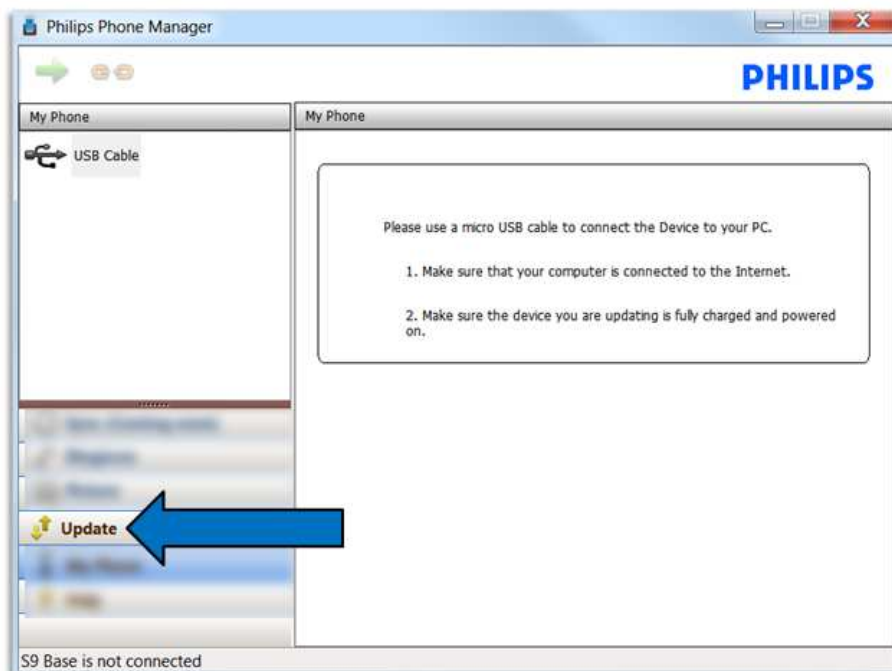 Philips Phone Manager
PHILIPS
My Phone
USB Cable
My Phone
Please use a micro USB cable to connect the Device to your PC.
1. Make sure that your computer is connected to the Internet.
2. Make sure the device you are updating is fully charged and powered
on.
Update
S9 Base is not connected